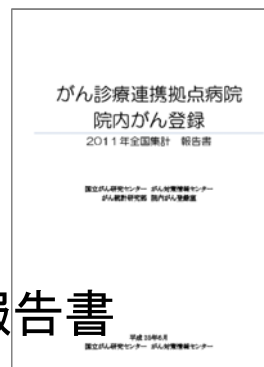 がん診療連携拠点病院
院内がん登録
2011年全国集計 報告書
国立がん研究センター がん対策情報センター
がん統計研究部 院内がん登録室
報告書
平成25年6月
国立がん研究センター がん対策情報センター